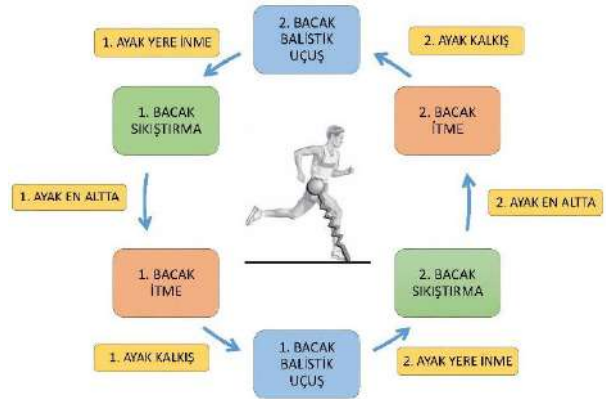 2. BACAK
BALİSTİK
UÇUŞ
1. AYAK YERE İNME
2. AYAK KALKIŞ
1. BACAK
SIKIŞTIRMA
2. BACAK
İTME
1. AYAK EN ALTTA
2. AYAK EN ALTTA
1. BACAK
İTME
2. BACAK
SIKIŞTIRMA
1. AYAK KALKIŞ
1. BACAK
BALİSTİK
UÇUŞ
2. AYAK YERE INME